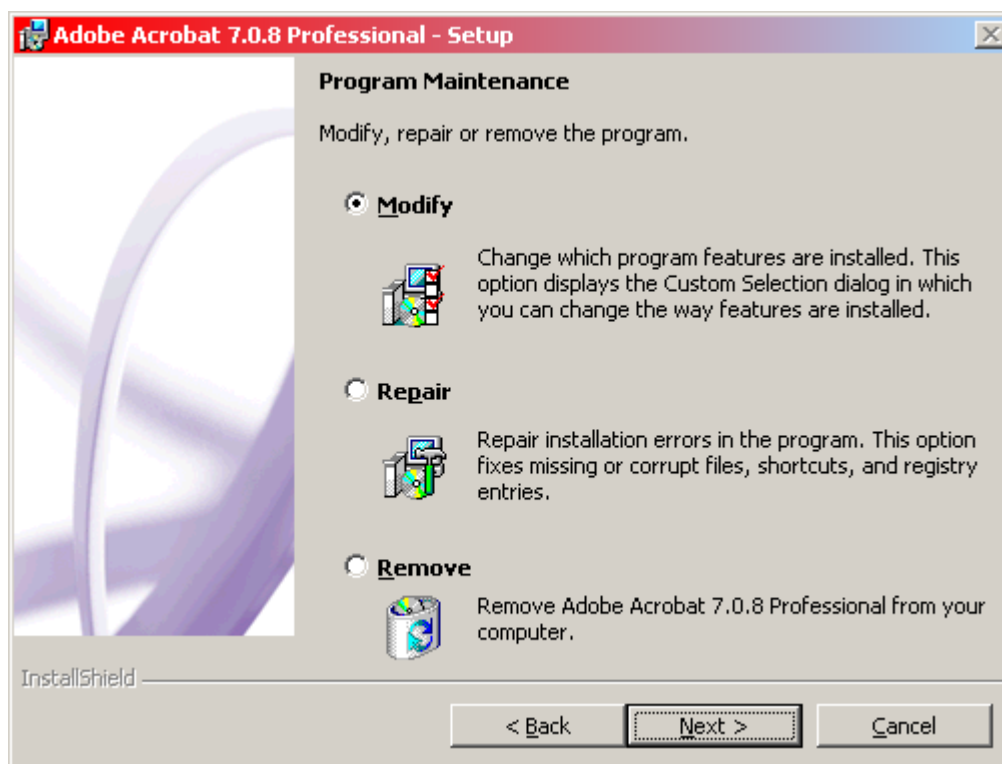 Adobe Acrobat 7.0.8 Professional - Setup
Program Maintenance
Modify, repair or remove the program.
Modify
Change which program features are installed. This
option displays the Custom Selection dialog in which
you can change the way features are installed.
Repair
Repair installation errors in the program. This option
fixes missing or corrupt files, shortcuts, and registry
entries.
Remove
Remove Adobe Acrobat 7.0.8 Professional from your
computer.
InstallShield
< Back Next > Cancel